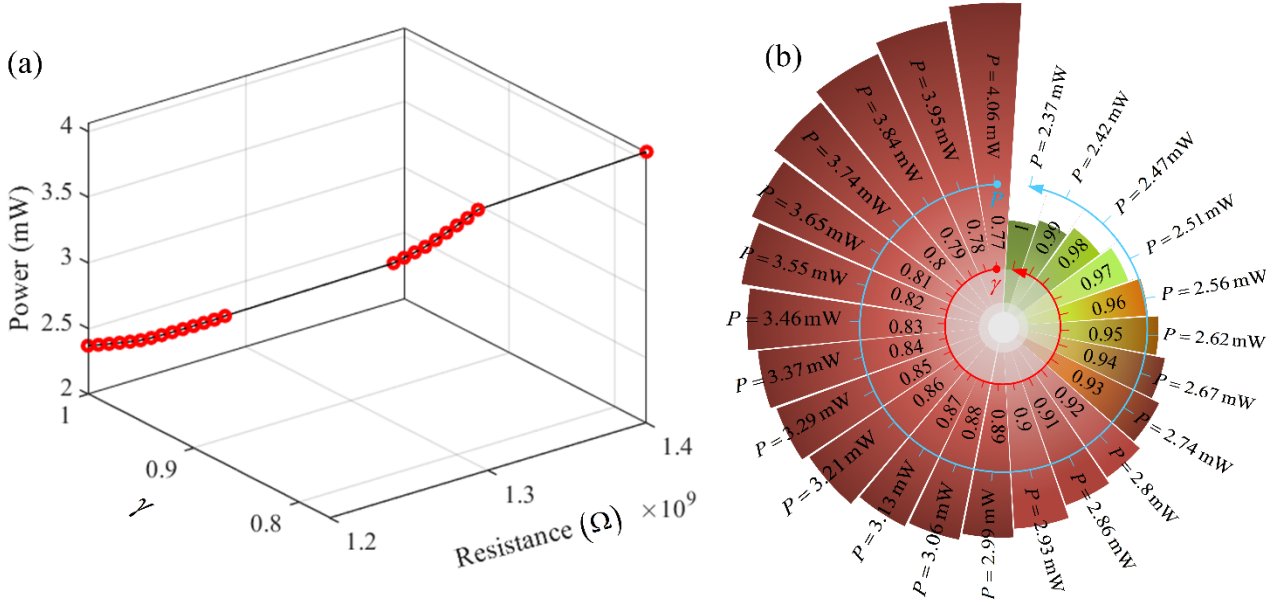 (a)
4
3.5
3
2.5
2
Power (mW)
1
0.9
0.8
γ
1.2
1.3
1.4
×10⁹
Resistance (Ω)
(b)
P = 4.06 mW
P = 2.37 mW
P = 2.42 mW
P = 2.47 mW
P = 2.51 mW
P = 2.56 mW
P = 2.62 mW
P = 2.67 mW
P = 2.74 mW
P = 2.8 mW
P = 2.86 mW
P = 2.93 mW
P = 2.99 mW
P = 3.06 mW
P = 3.13 mW
P = 3.21 mW
P = 3.29 mW
P = 3.37 mW
P = 3.46 mW
P = 3.55 mW
P = 3.65 mW
P = 3.74 mW
P = 3.84 mW
P = 3.95 mW
P
γ
1
0.99
0.98
0.97
0.96
0.95
0.94
0.93
0.92
0.91
0.9
0.89
0.88
0.87
0.86
0.85
0.84
0.83
0.82
0.81
0.8
0.79
0.78
0.77